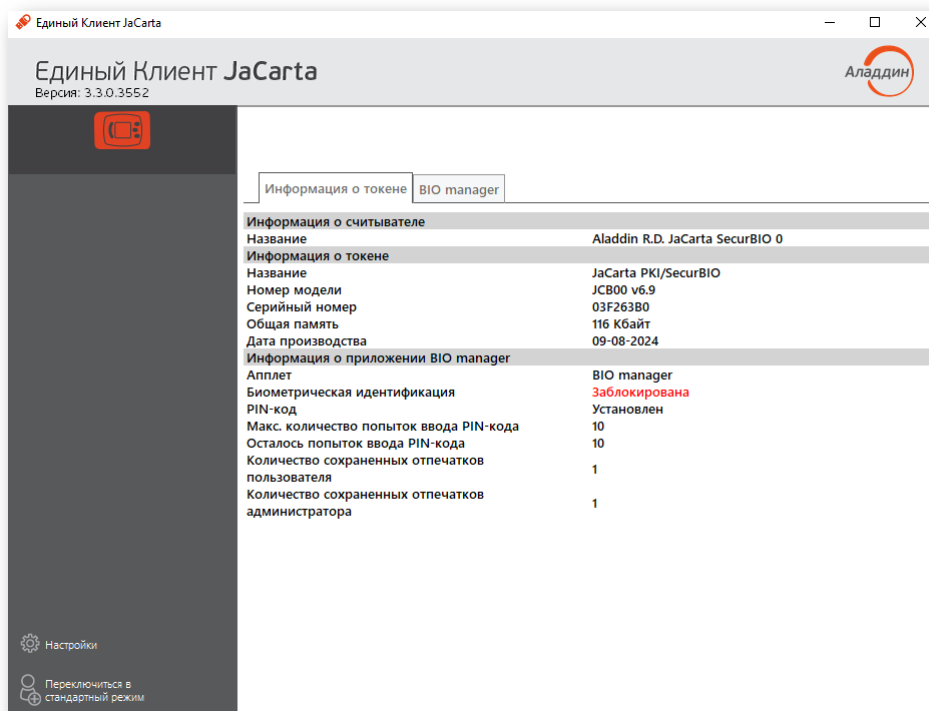 Единый Клиент JaCarta
Единый Клиент JaCarta
Версия: 3.3.0.3552
Аладдин
Информация о токене BIO manager
Информация о считывателе
Название Aladdin R.D. JaCarta SecurBIO 0
Информация о токене
Название JaCarta PKI/SecurBIO
Номер модели JCB00 v6.9
Серийный номер 03F263B0
Общая память 116 Кбайт
Дата производства 09-08-2024
Информация о приложении BIO manager
Апплет BIO manager
Биометрическая идентификация Заблокирована
PIN-код Установлен
Макс. количество попыток ввода PIN-кода 10
Осталось попыток ввода PIN-кода 10
Количество сохраненных отпечатков
пользователя 1
Количество сохраненных отпечатков
администратора 1
Настройки
Переключиться в
стандартный режим